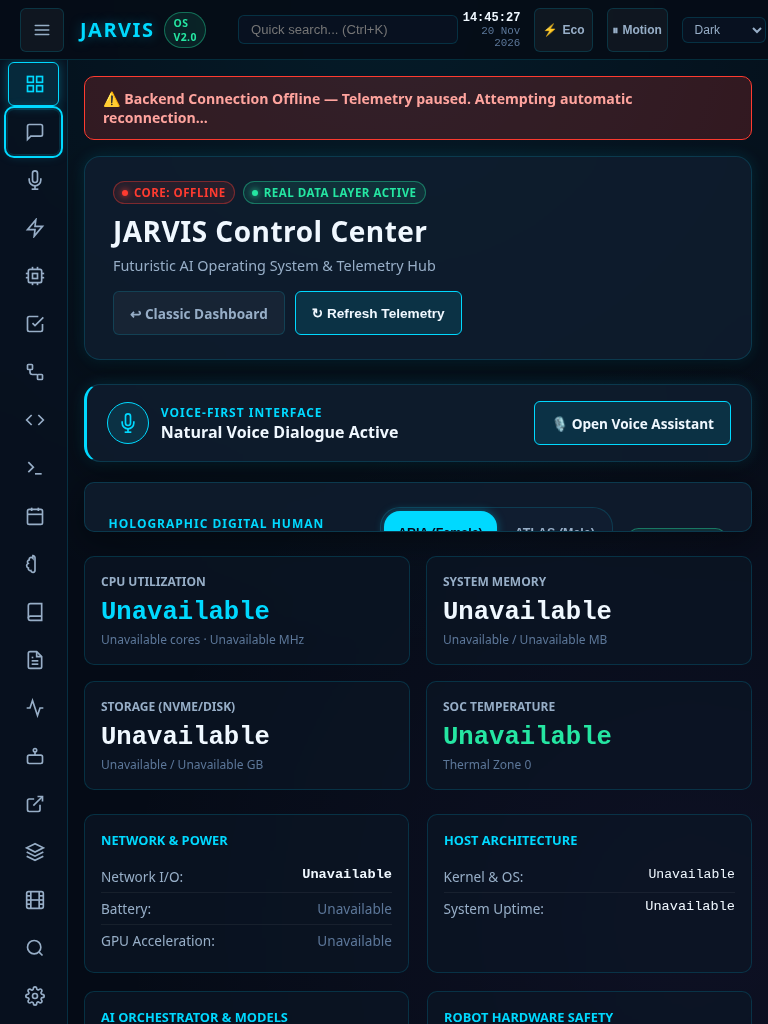 JARVIS
OS V2.0
Quick search... (Ctrl+K)
14:45:27
20 Nov 2026
⚡ Eco
Motion
Dark
⚠️ Backend Connection Offline — Telemetry paused. Attempting automatic
reconnection...
CORE: OFFLINE
REAL DATA LAYER ACTIVE
JARVIS Control Center
Futuristic AI Operating System & Telemetry Hub
↩ Classic Dashboard
↻ Refresh Telemetry
VOICE-FIRST INTERFACE
Natural Voice Dialogue Active
🎙️ Open Voice Assistant
HOLOGRAPHIC DIGITAL HUMAN
ARIA (Female)
ATLAS (Male)
CPU UTILIZATION
Unavailable
Unavailable cores · Unavailable MHz
SYSTEM MEMORY
Unavailable
Unavailable / Unavailable MB
STORAGE (NVME/DISK)
Unavailable
Unavailable / Unavailable GB
SOC TEMPERATURE
Unavailable
Thermal Zone 0
NETWORK & POWER
Network I/O: Unavailable
Battery: Unavailable
GPU Acceleration: Unavailable
HOST ARCHITECTURE
Kernel & OS: Unavailable
System Uptime: Unavailable
AI ORCHESTRATOR & MODELS
ROBOT HARDWARE SAFETY